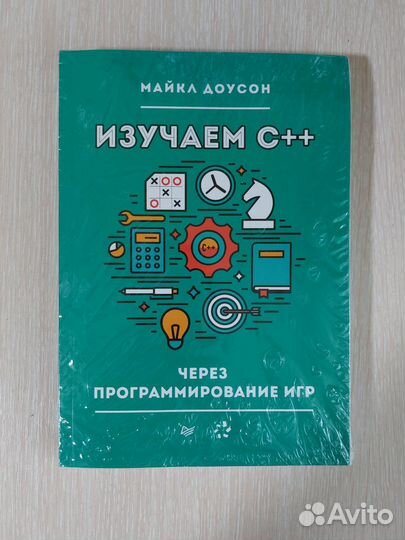 МАЙКЛ ДОУСОН
ИЗУЧАЕМ C++
C++
ЧЕРЕЗ
ПРОГРАММИРОВАНИЕ ИГР
Avito